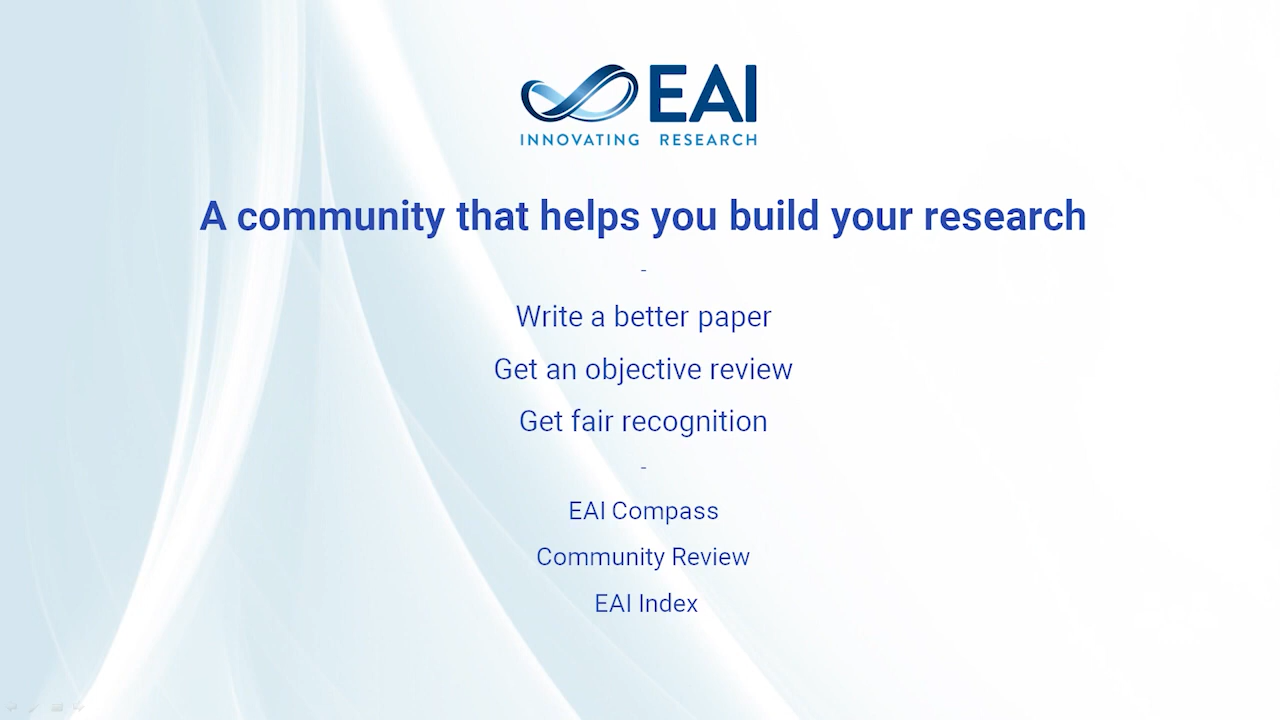 EAI
INNOVATING RESEARCH
A community that helps you build your research
-
Write a better paper
Get an objective review
Get fair recognition
-
EAI Compass
Community Review
EAI Index